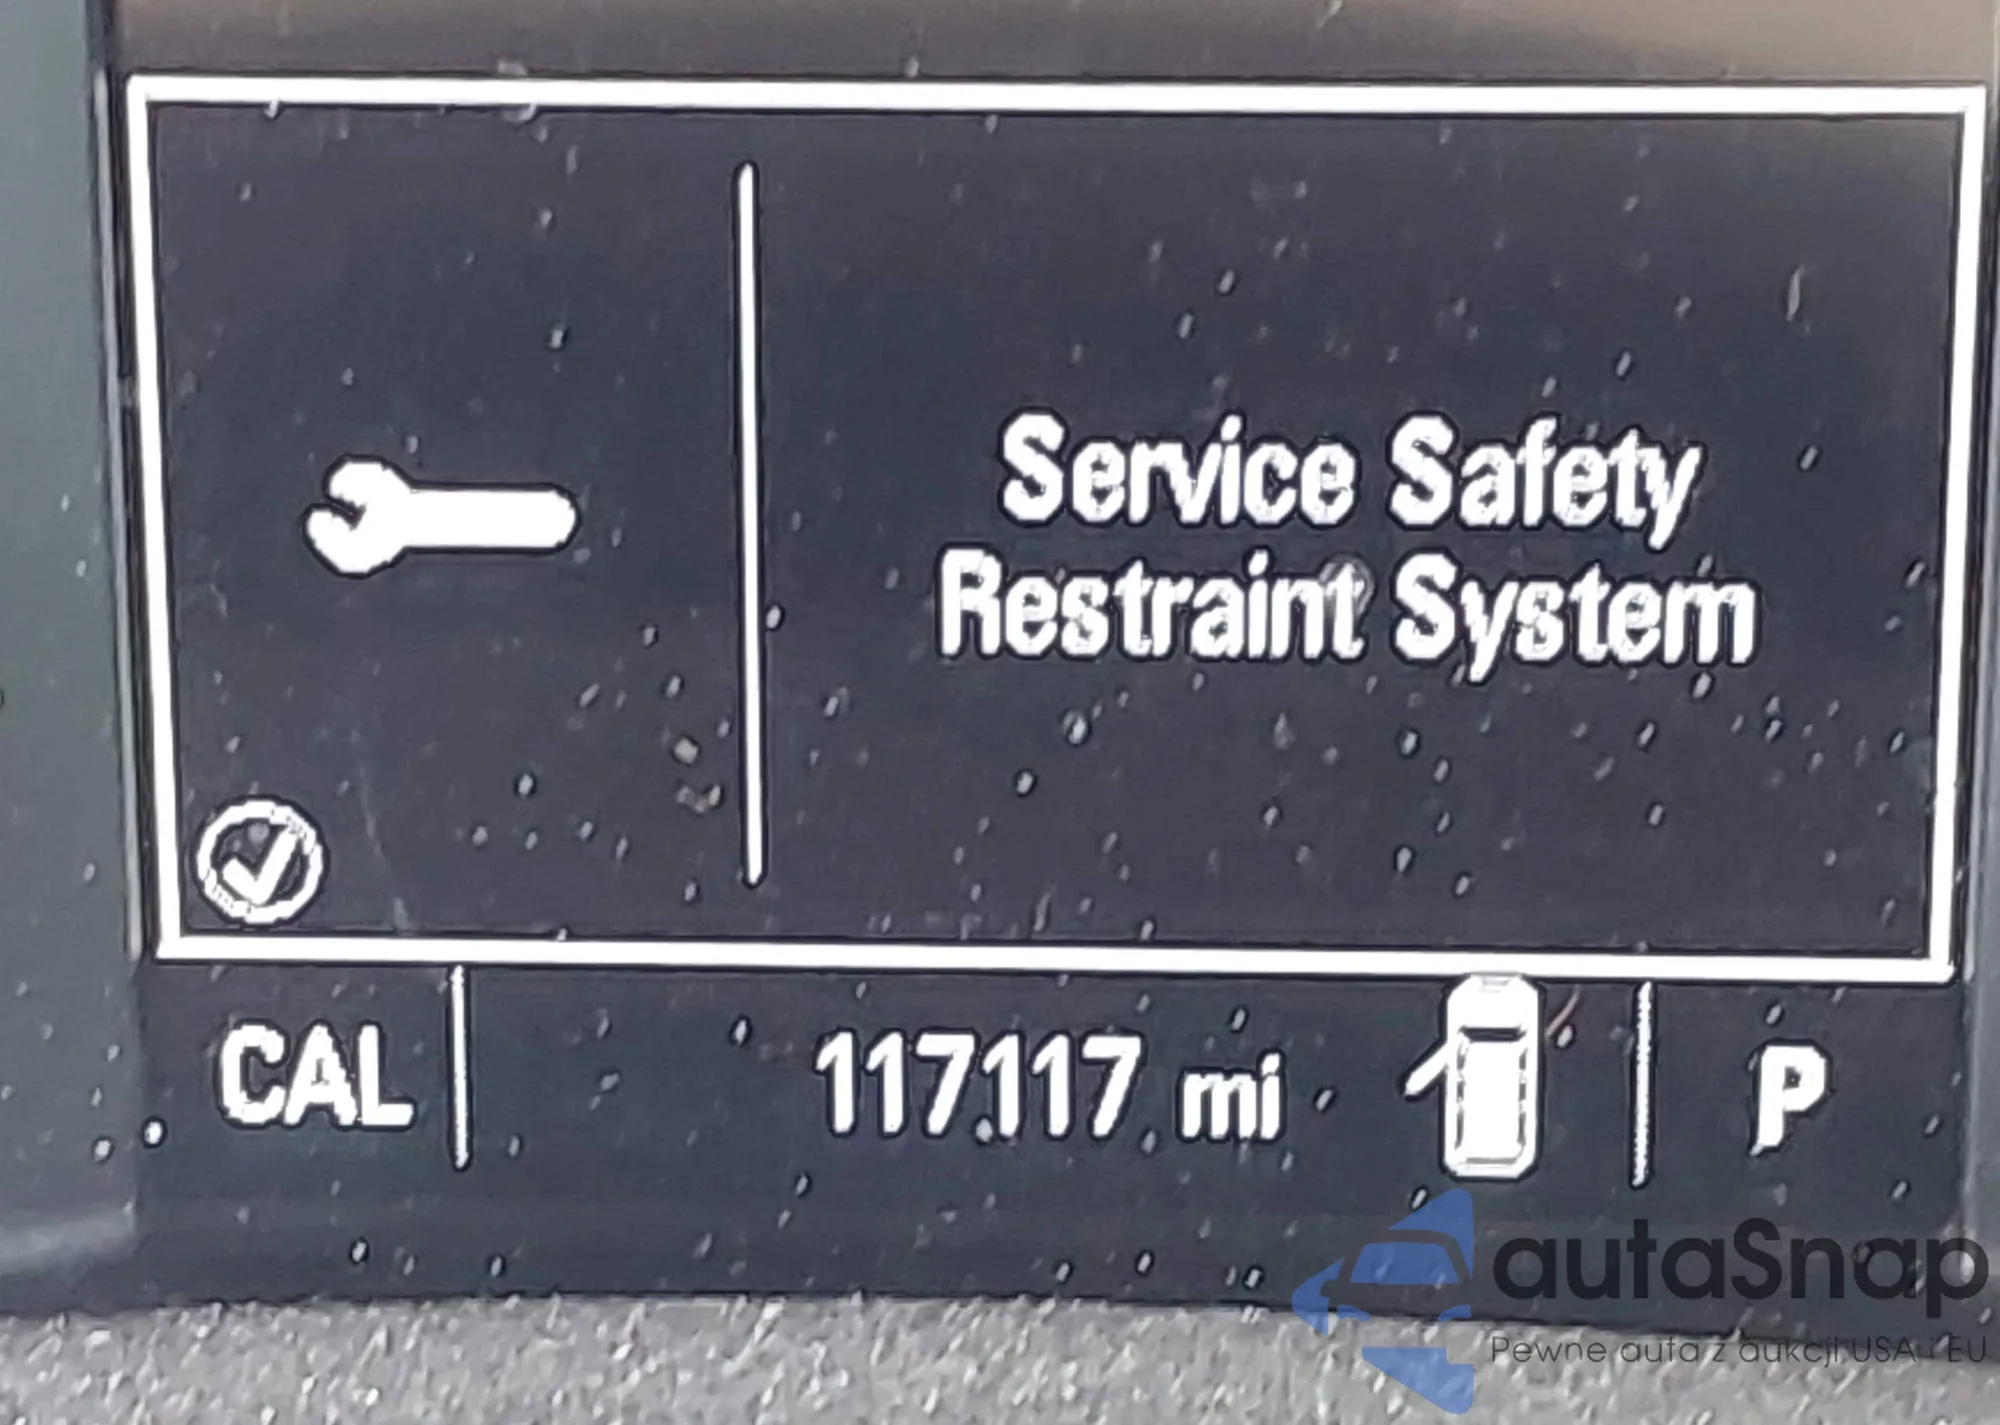 Service Safety
Restraint System
CAL
117117 mi
P
autaSnap
Pewne auta z aukcji USA i EU